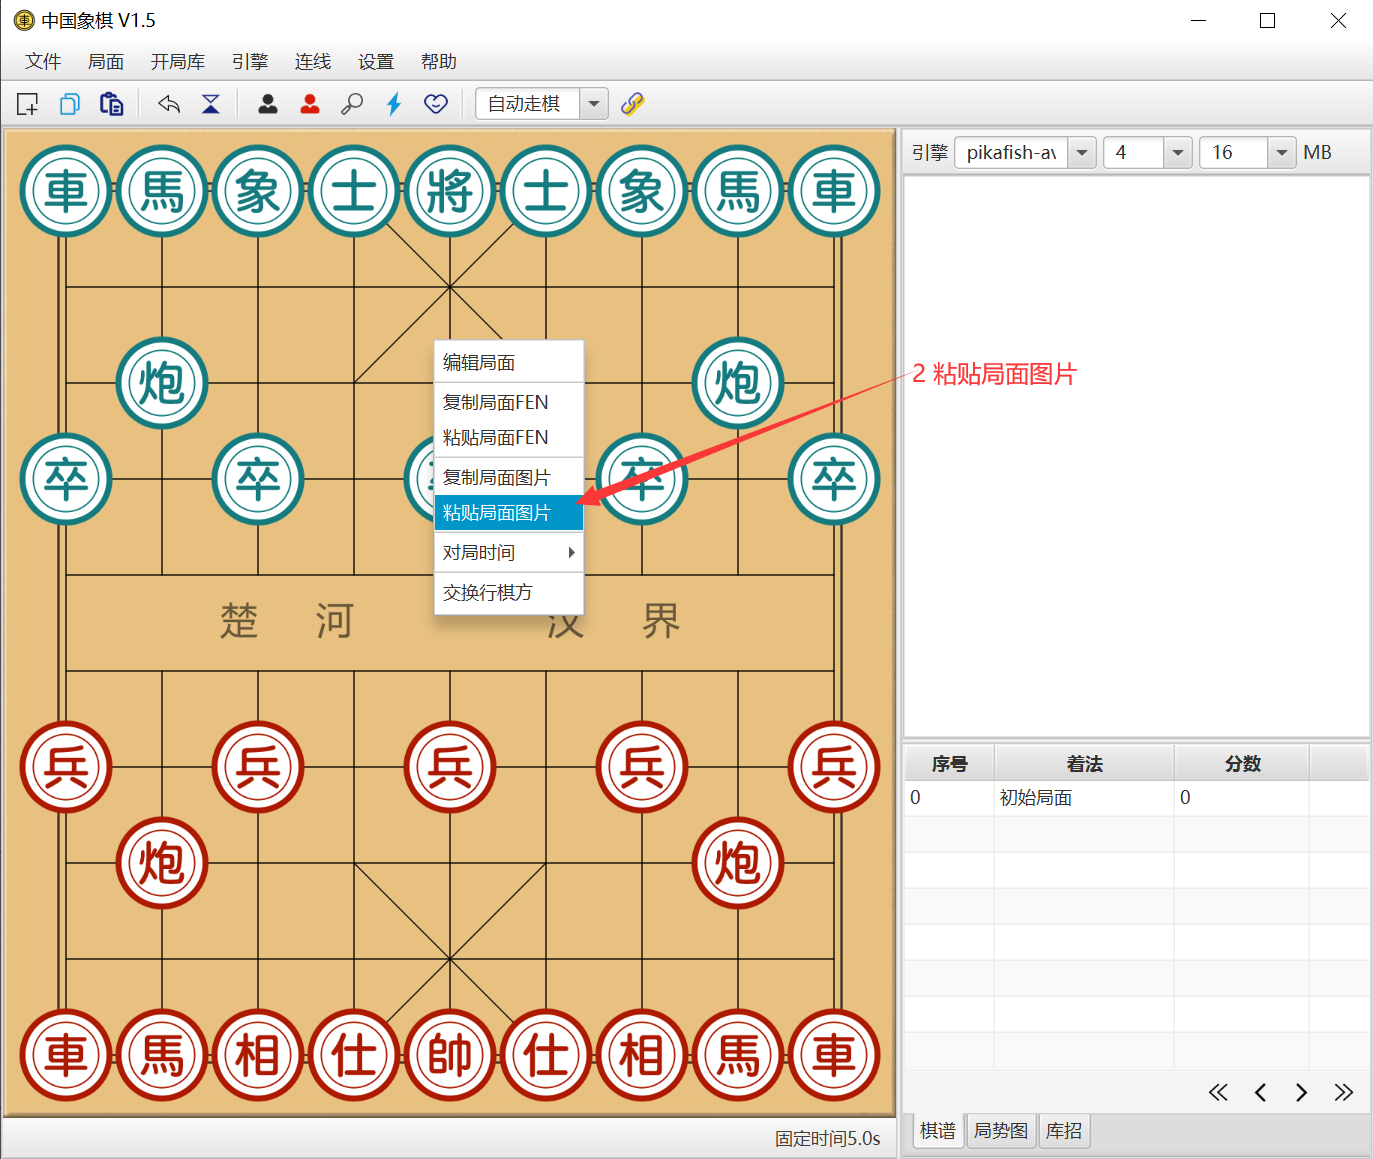 中国象棋 V1.5
文件 局面 开局库 引擎 连线 设置 帮助
自动走棋
引擎 pikafish-av 4 16 MB
車 馬 象 士 將 士 象 馬 車
炮 炮
卒 卒 卒 卒
编辑局面
复制局面FEN
粘贴局面FEN
复制局面图片
粘贴局面图片
对局时间
交换行棋方
2 粘贴局面图片
楚 河 汉 界
兵 兵 兵 兵 兵
炮 炮
車 馬 相 仕 帥 仕 相 馬 車
序号 着法 分数
0 初始局面 0
棋谱 局势图 库招
固定时间5.0s